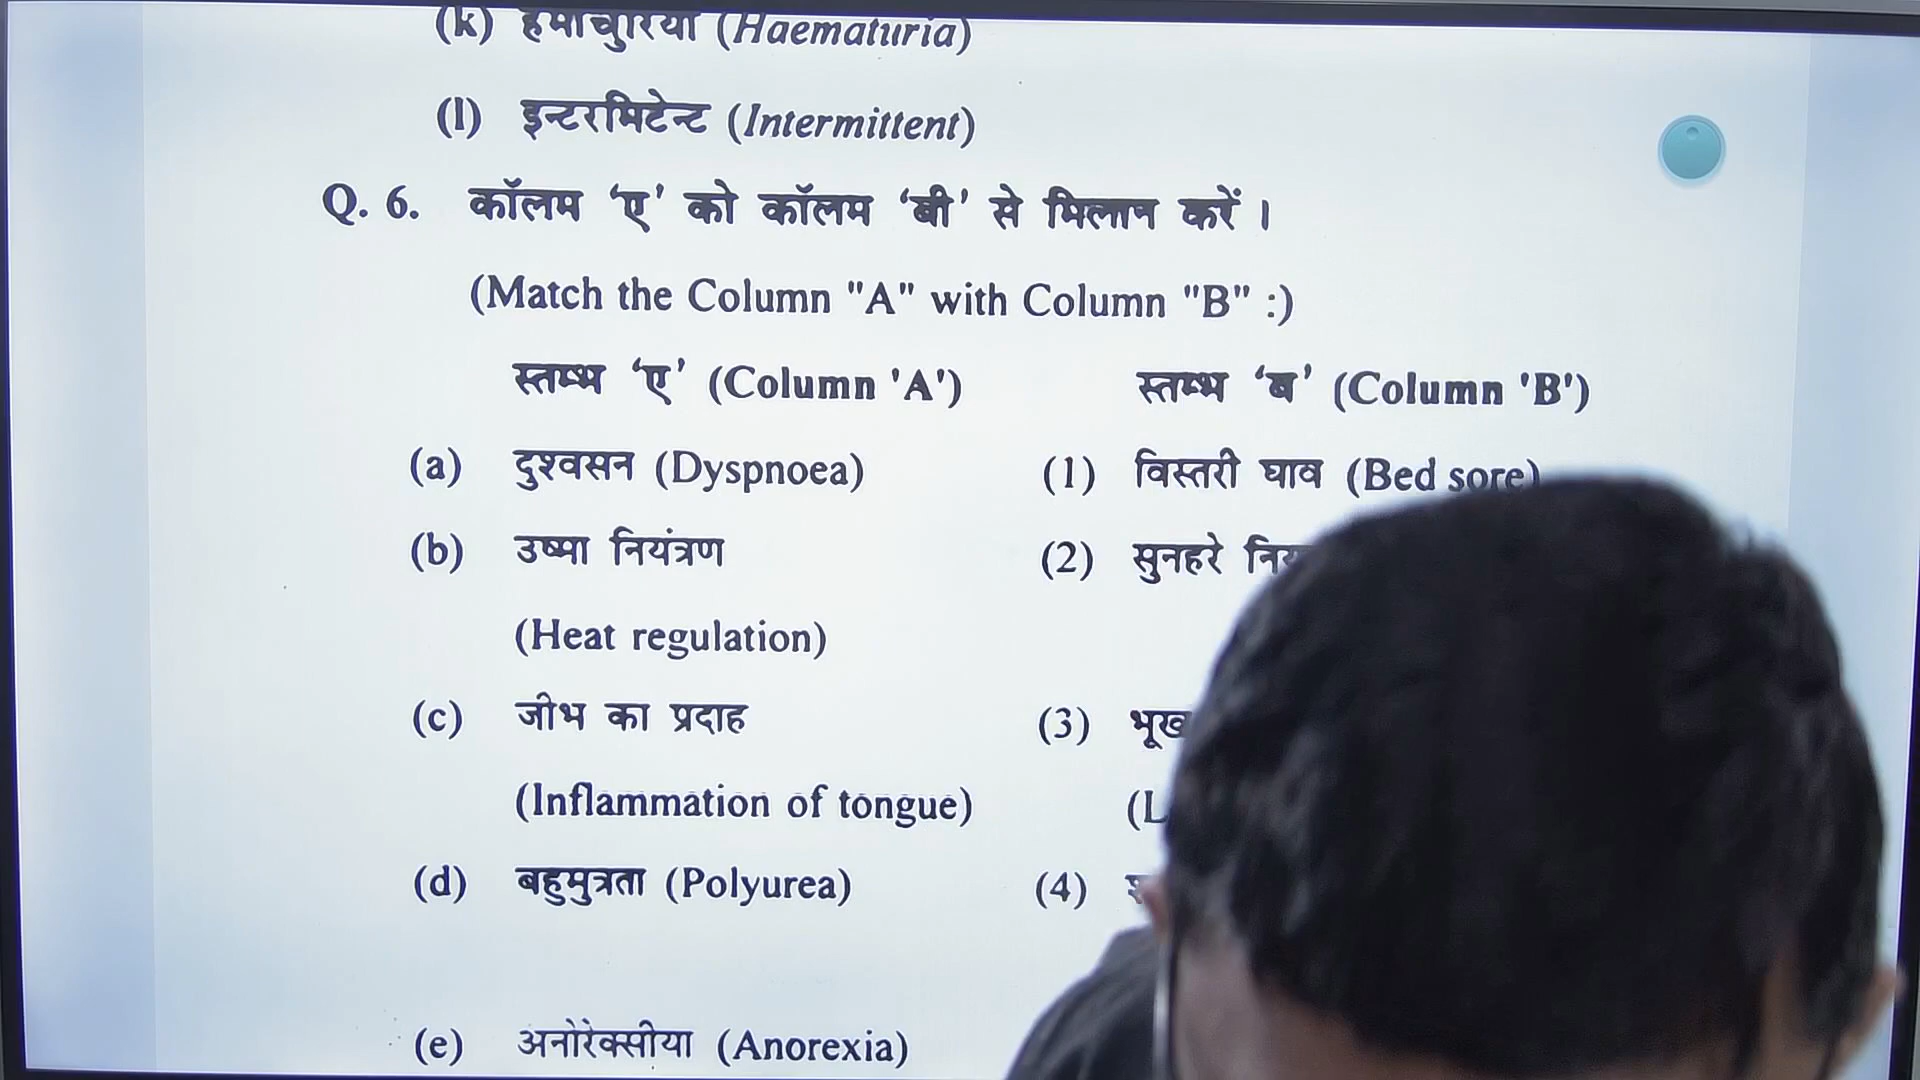 (k) हेमाचुरिया (Haematuria)
(l) इन्टरमिटेन्ट (Intermittent)
Q. 6. कॉलम ‘ए’ को कॉलम ‘बी’ से मिलान करें ।
(Match the Column "A" with Column "B" :)
स्तम्भ ‘ए’ (Column 'A') स्तम्भ ‘ब’ (Column 'B')
(a) दुश्वसन (Dyspnoea) (1) विस्तरी घाव (Bed sore)
(b) उष्मा नियंत्रण (2) सुनहरे
(Heat regulation)
(c) जीभ का प्रदाह (3) भूख
(Inflammation of tongue) (L
(d) बहुमुत्रता (Polyurea) (4)
(e) अनोरेक्सीया (Anorexia)